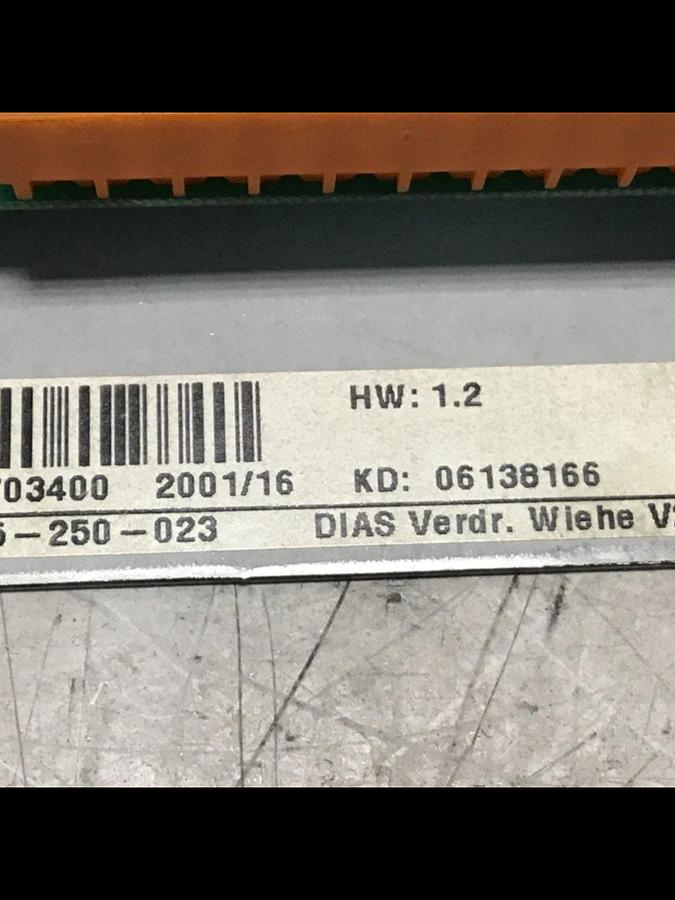 HW: 1.2
703400 2001/16 KD: 06138166
5-250-023 DIAS Verdr. Wiehe